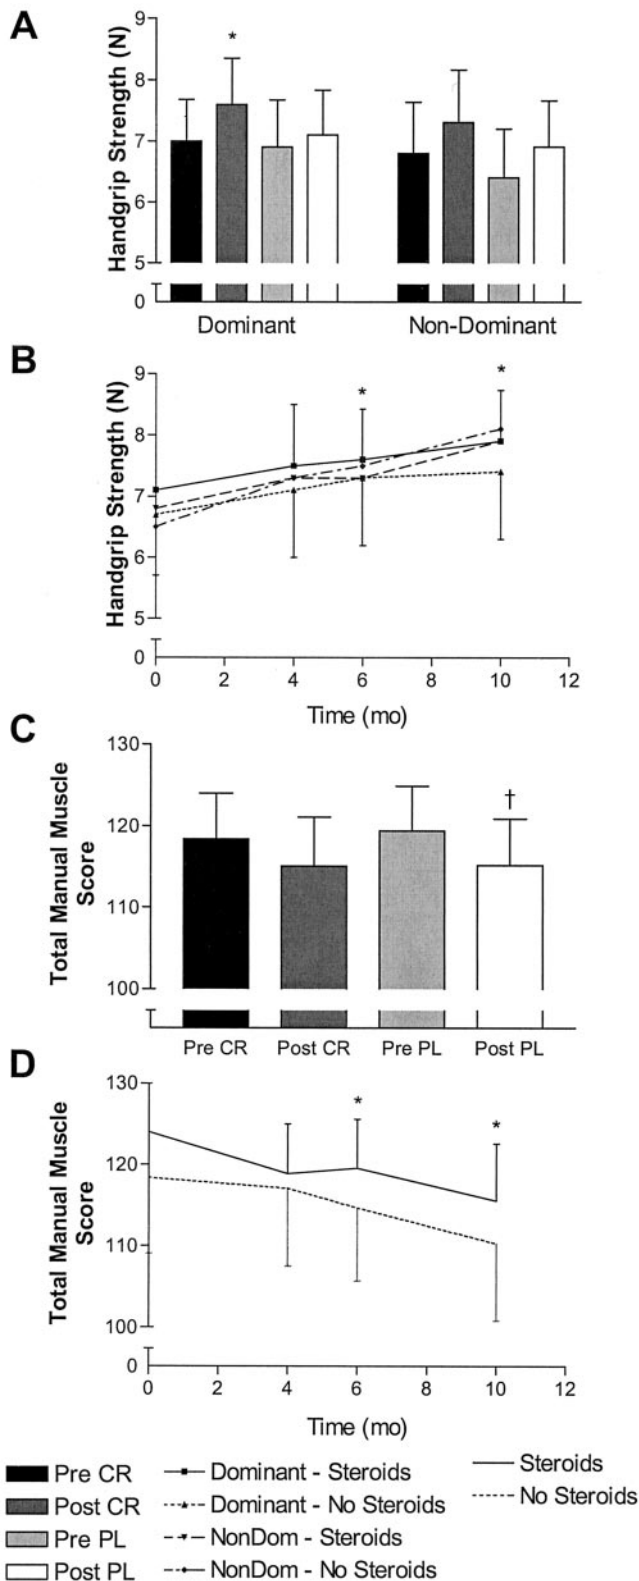 A
Handgrip Strength (N)
9
8
7
6
5
0
*
Dominant
Non-Dominant
B
Handgrip Strength (N)
9
8
7
6
5
0
*
*
0 2 4 6 8 10 12
Time (mo)
C
Total Manual Muscle
Score
130
120
110
100
†
Pre CR Post CR Pre PL Post PL
D
Total Manual Muscle
Score
130
120
110
100
0
*
*
0 2 4 6 8 10 12
Time (mo)
Pre CR
Post CR
Pre PL
Post PL
Dominant - Steroids
Dominant - No Steroids
NonDom - Steroids
NonDom - No Steroids
Steroids
No Steroids